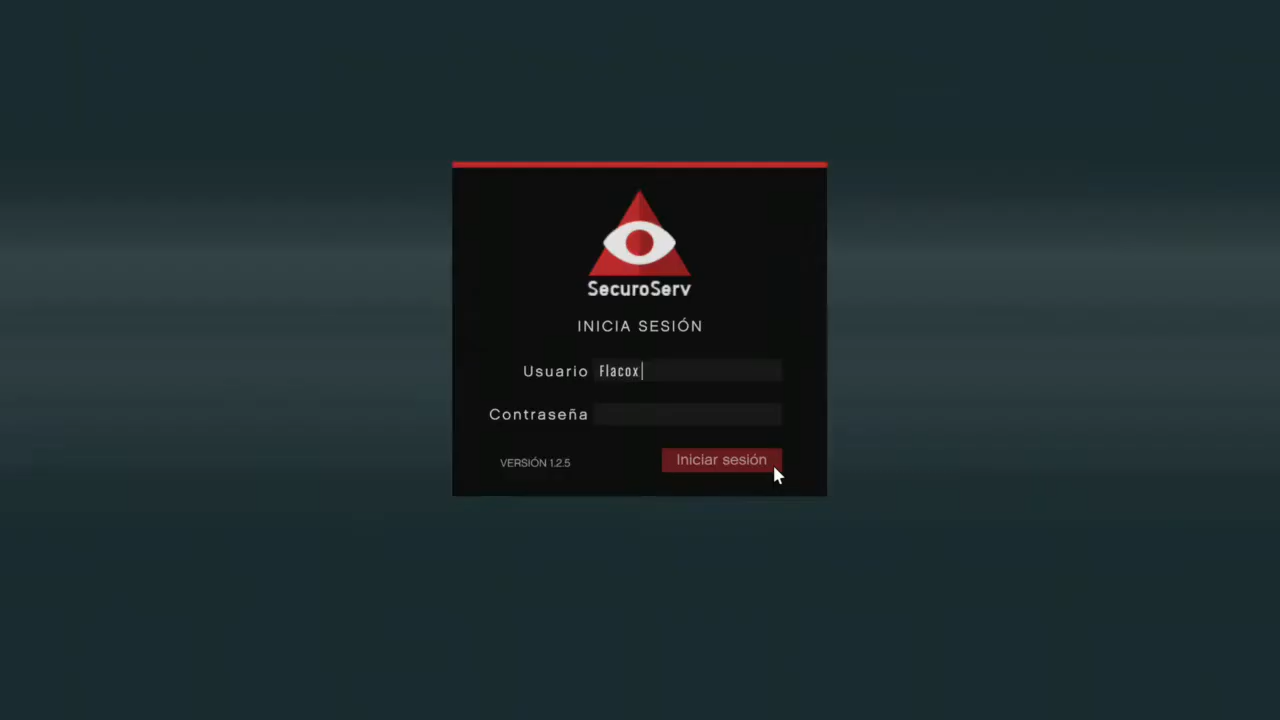 SecuroServ
INICIA SESIÓN
Usuario Flacox
Contraseña
VERSIÓN 1.2.5 Iniciar sesión